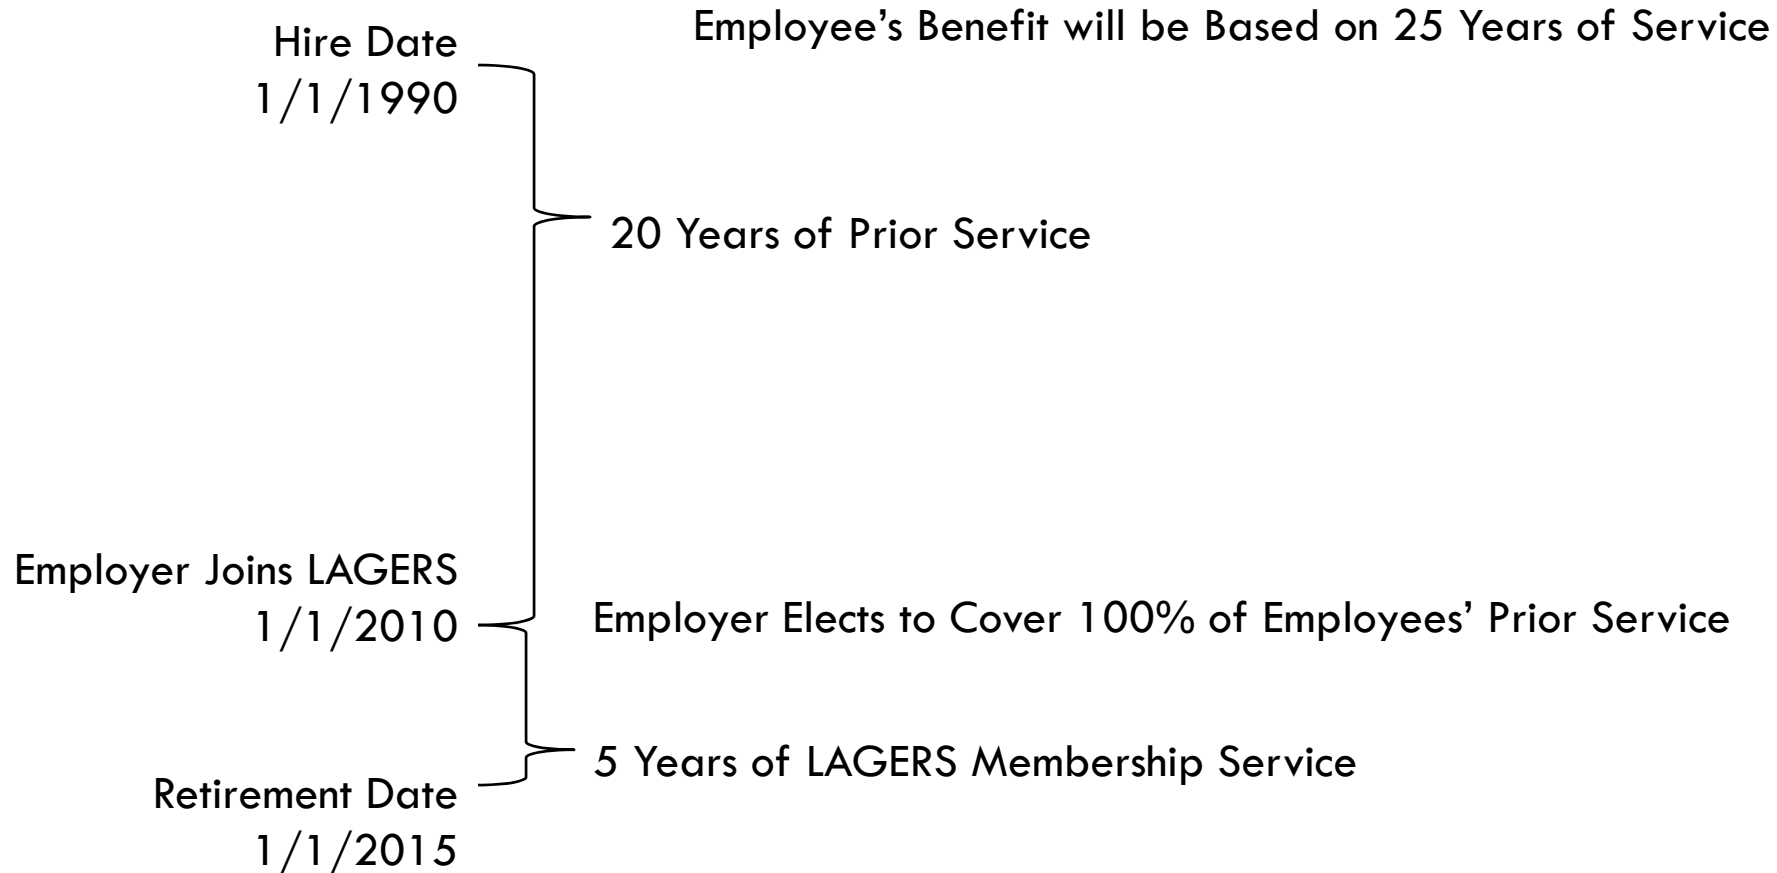 Employee’s Benefit will be Based on 25 Years of Service
Hire Date
1/1/1990
20 Years of Prior Service
Employer Joins LAGERS
1/1/2010
Employer Elects to Cover 100% of Employees’ Prior Service
5 Years of LAGERS Membership Service
Retirement Date
1/1/2015